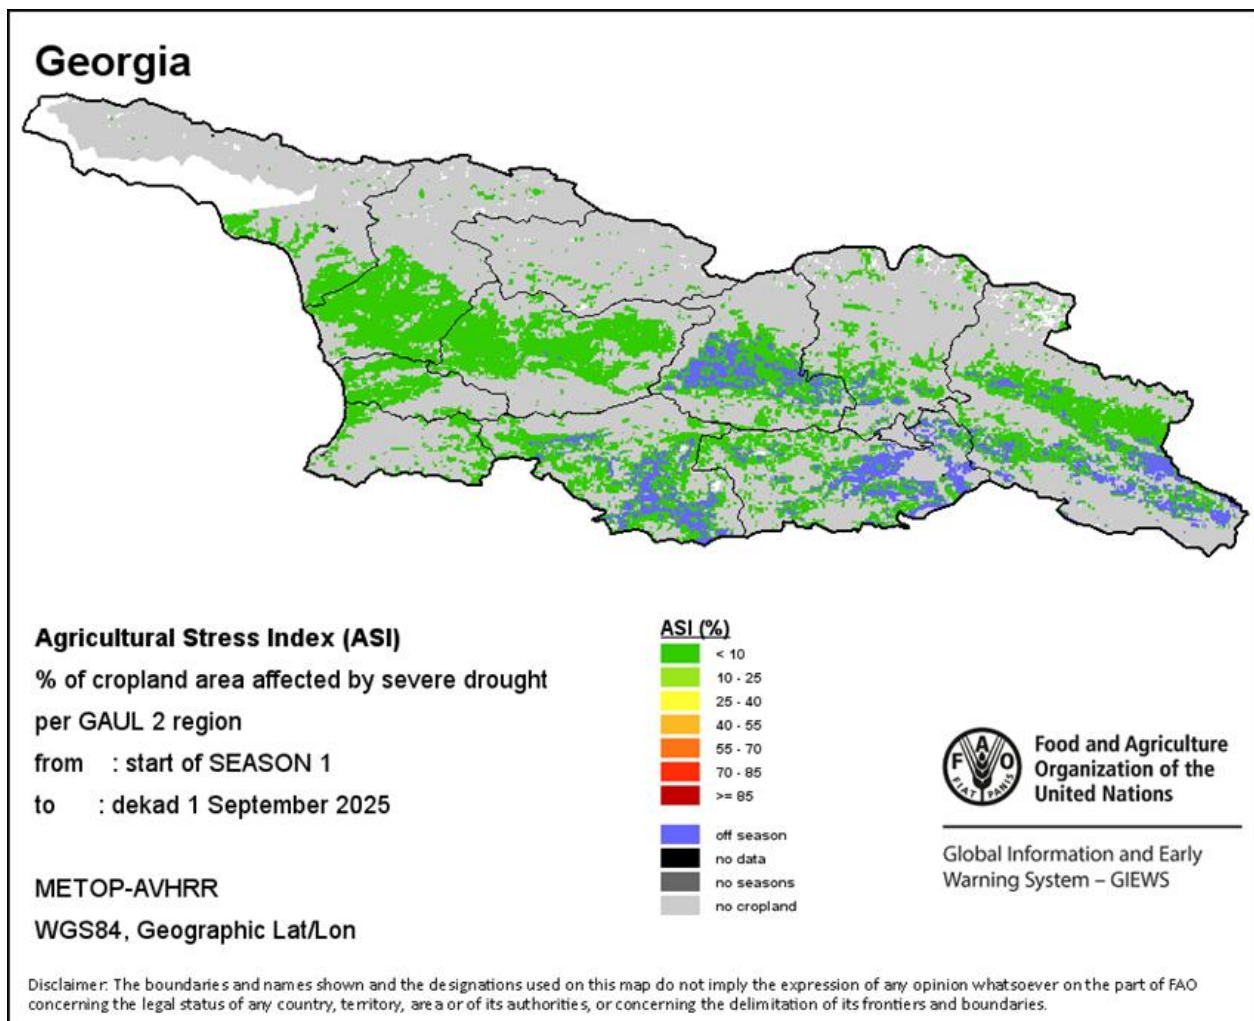 Georgia
Agricultural Stress Index (ASI)
% of cropland area affected by severe drought
per GAUL 2 region
from : start of SEASON 1
to : dekad 1 September 2025
METOP-AVHRR
WGS84, Geographic Lat/Lon
ASI (%)
< 10
10 - 25
25 - 40
40 - 55
55 - 70
70 - 85
>= 85
off season
no data
no seasons
no cropland
F A O
FIAT PANIS
Food and Agriculture
Organization of the
United Nations
Global Information and Early
Warning System – GIEWS
Disclaimer: The boundaries and names shown and the designations used on this map do not imply the expression of any opinion whatsoever on the part of FAO
concerning the legal status of any country, territory, area or of its authorities, or concerning the delimitation of its frontiers and boundaries.